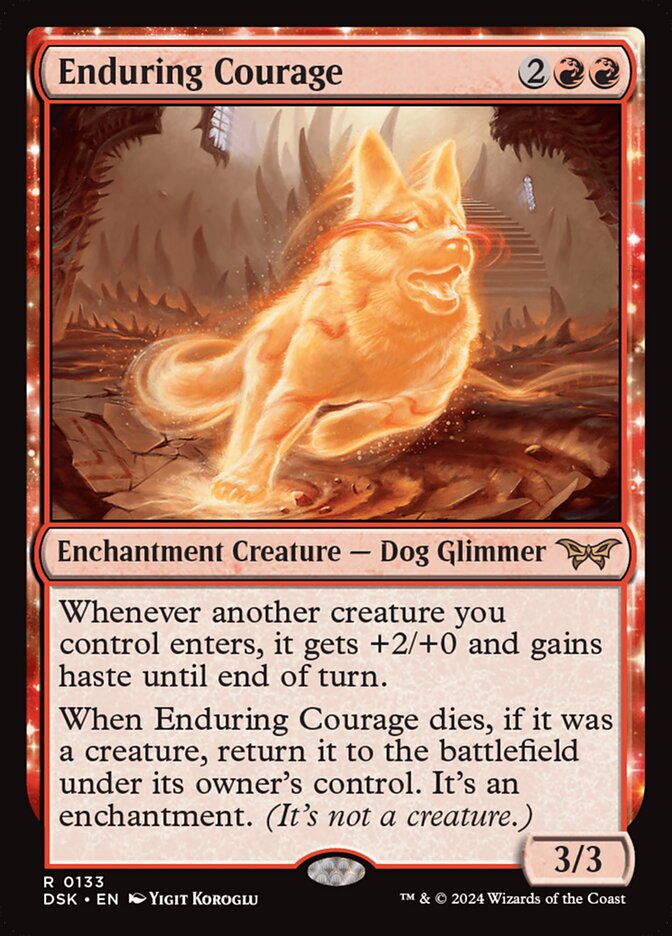 Enduring Courage 2
Enchantment Creature — Dog Glimmer
Whenever another creature you
control enters, it gets +2/+0 and gains
haste until end of turn.
When Enduring Courage dies, if it was
a creature, return it to the battlefield
under its owner's control. It's an
enchantment. (It's not a creature.)
3/3
R 0133
DSK • EN Yigit Koroglu
™ & © 2024 Wizards of the Coast